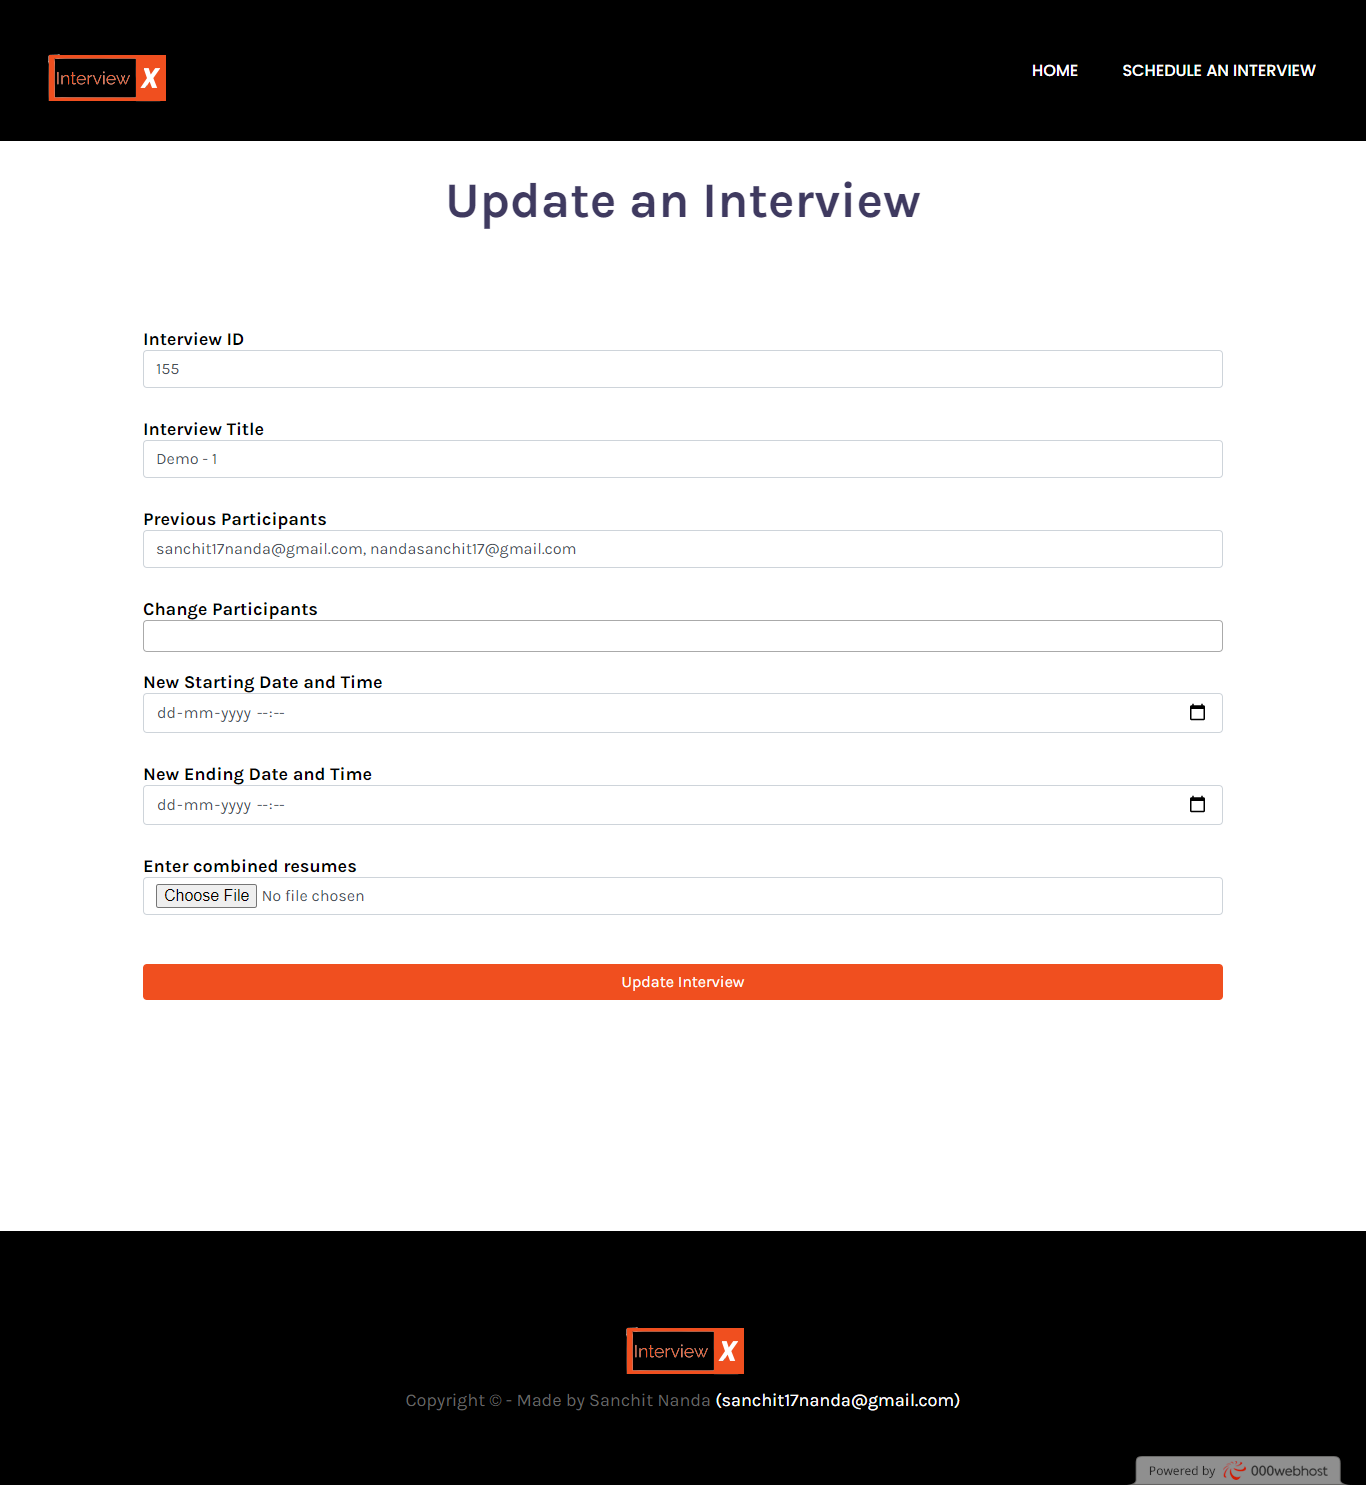 Interview X
HOME SCHEDULE AN INTERVIEW
Update an Interview
Interview ID
155
Interview Title
Demo - 1
Previous Participants
sanchit17nanda@gmail.com, nandasanchit17@gmail.com
Change Participants
New Starting Date and Time
dd-mm-yyyy --:--
New Ending Date and Time
dd-mm-yyyy --:--
Enter combined resumes
Choose File No file chosen
Update Interview
Interview X
Copyright © - Made by Sanchit Nanda (sanchit17nanda@gmail.com)
Powered by 000webhost